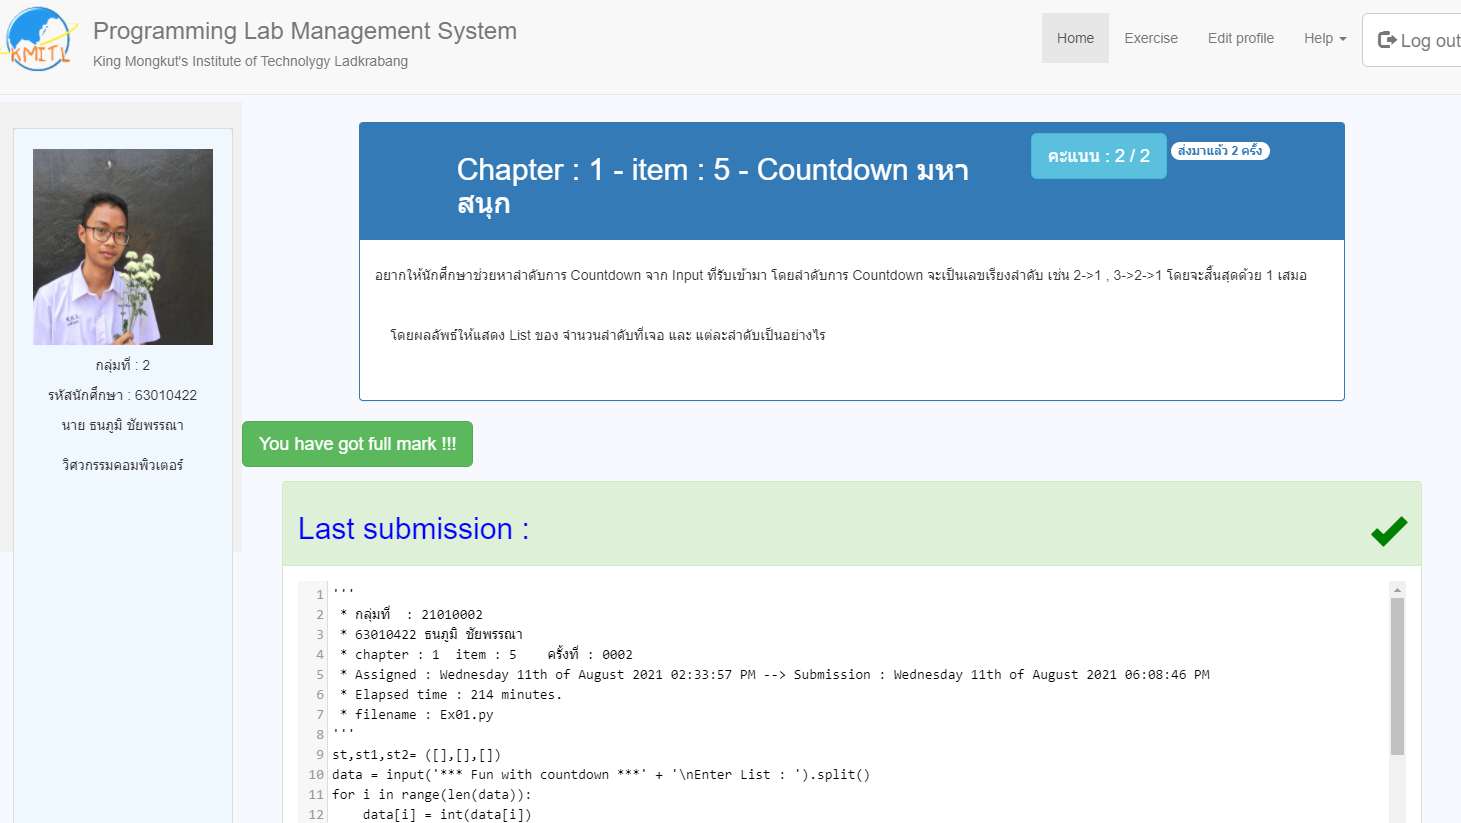 KMITL
Programming Lab Management System
King Mongkut's Institute of Technolygy Ladkrabang
Home
Exercise
Edit profile
Help
Log out
กลุ่มที่ : 2
รหัสนักศึกษา : 63010422
นาย ธนภูมิ ชัยพรรณา
วิศวกรรมคอมพิวเตอร์
Chapter : 1 - item : 5 - Countdown มหา
สนุก
คะแนน : 2 / 2
ส่งมาแล้ว 2 ครั้ง
อยากให้นักศึกษาช่วยหาลำดับการ Countdown จาก Input ที่รับเข้ามา โดยลำดับการ Countdown จะเป็นเลขเรียงลำดับ เช่น 2->1 , 3->2->1 โดยจะสิ้นสุดด้วย 1 เสมอ
โดยผลลัพธ์ให้แสดง List ของ จำนวนลำดับที่เจอ และ แต่ละลำดับเป็นอย่างไร
You have got full mark !!!
Last submission :
1 '''
2 * กลุ่มที่ : 21010002
3 * 63010422 ธนภูมิ ชัยพรรณา
4 * chapter : 1 item : 5 ครั้งที่ : 0002
5 * Assigned : Wednesday 11th of August 2021 02:33:57 PM --> Submission : Wednesday 11th of August 2021 06:08:46 PM
6 * Elapsed time : 214 minutes.
7 * filename : Ex01.py
8 '''
9 st,st1,st2= ([],[],[])
10 data = input('*** Fun with countdown ***' + '\nEnter List : ').split()
11 for i in range(len(data)):
12 data[i] = int(data[i])